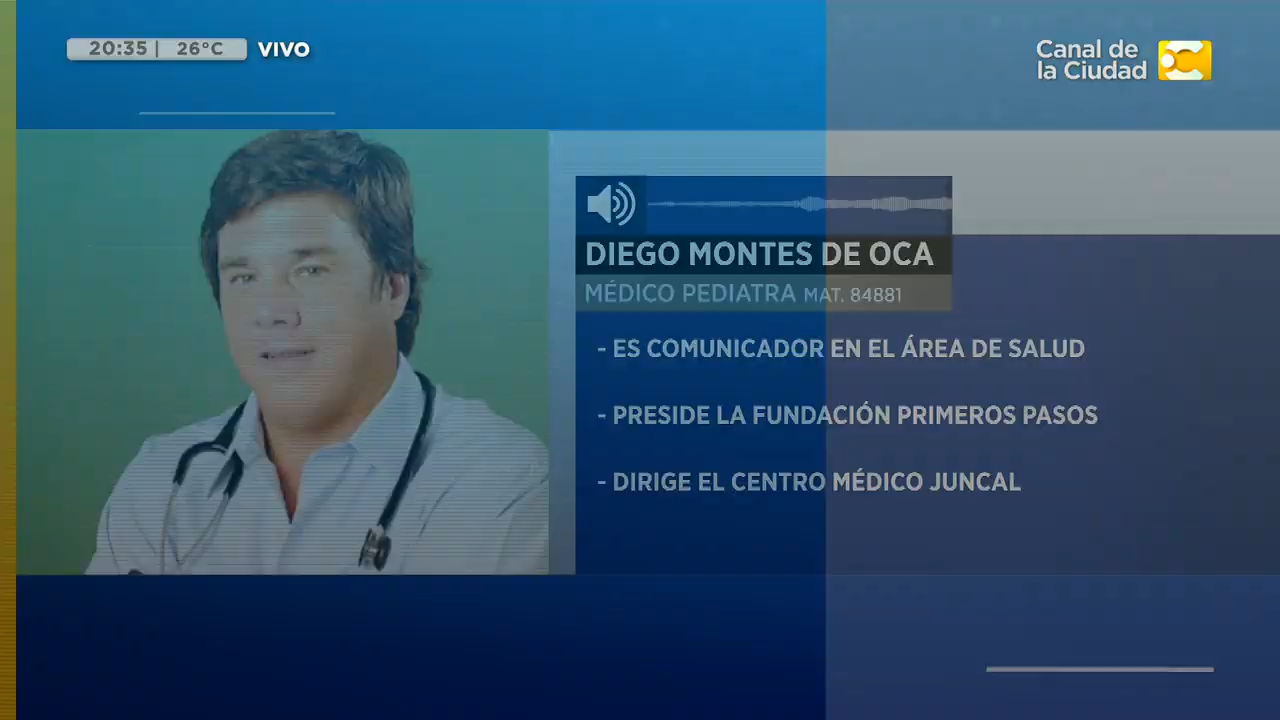 20:35 | 26°C VIVO
Canal de
la Ciudad
DIEGO MONTES DE OCA
MÉDICO PEDIATRA MAT. 84881
- ES COMUNICADOR EN EL ÁREA DE SALUD
- PRESIDE LA FUNDACIÓN PRIMEROS PASOS
- DIRIGE EL CENTRO MÉDICO JUNCAL